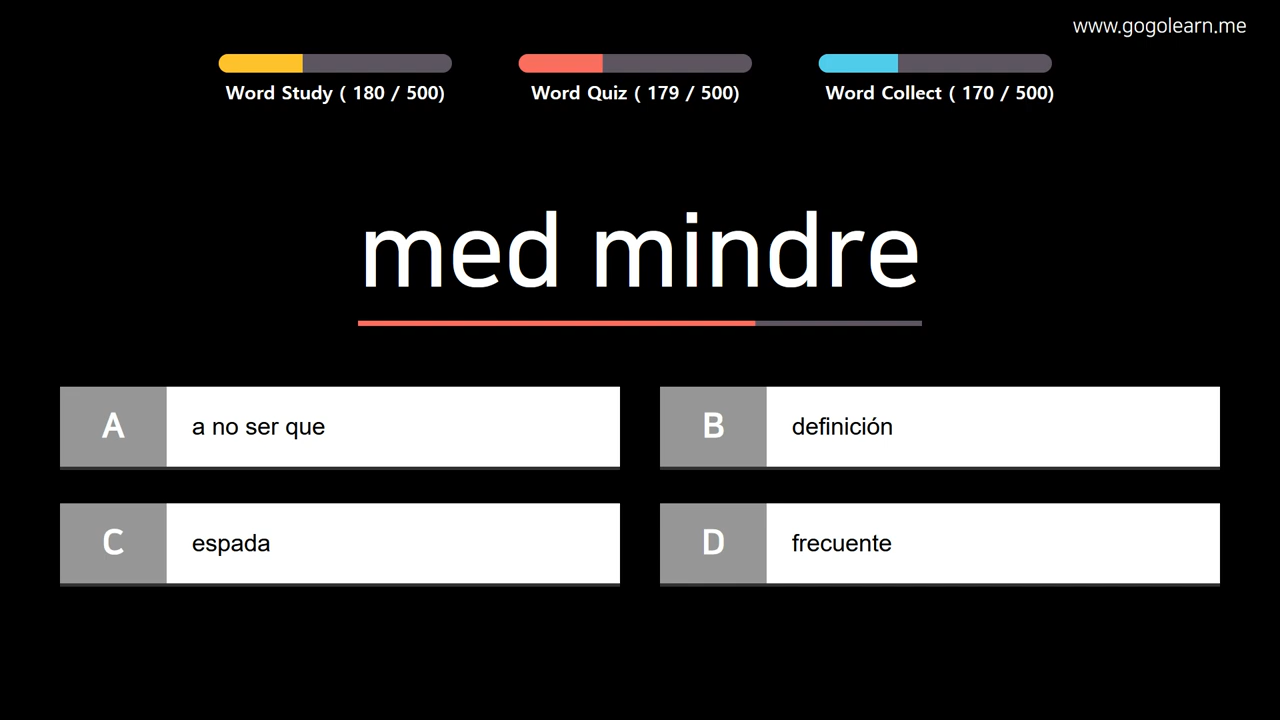 www.gogolearn.me
Word Study ( 180 / 500)
Word Quiz ( 179 / 500)
Word Collect ( 170 / 500)
med mindre
A
a no ser que
B
definición
C
espada
D
frecuente